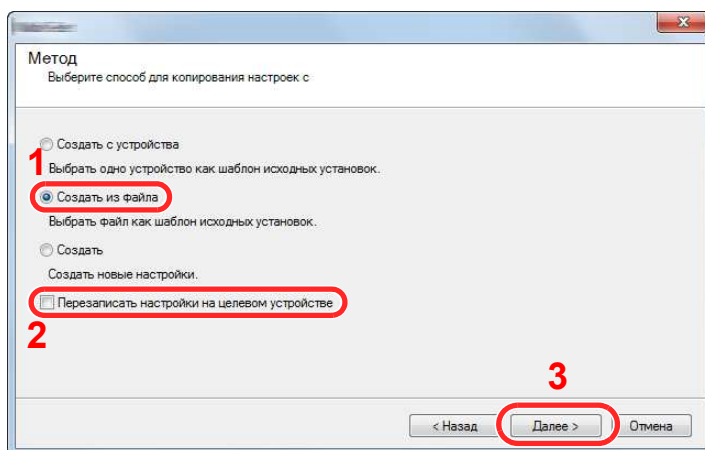 Метод
Выберите способ для копирования настроек с
Создать с устройства
1
Выбрать одно устройство как шаблон исходных установок.
Создать из файла
Выбрать файл как шаблон исходных установок.
Создать
Создать новые настройки.
Перезаписать настройки на целевом устройстве
2
3
< Назад Далее > Отмена